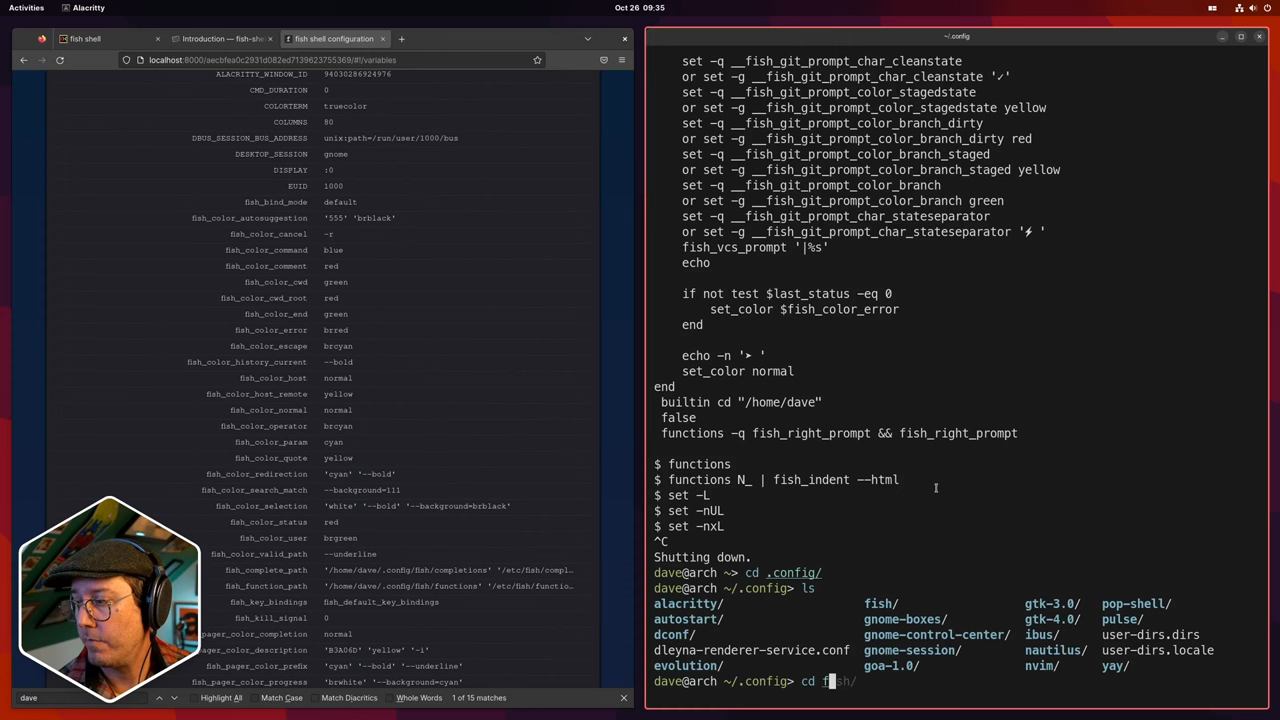 Activities
Alacritty
Oct 26 09:35
fish shell
Introduction — fish-she
fish shell configuration
localhost:8000/aecbfea0c2931d082ed7139623755369/#!/variables
ALACRITTY_WINDOW_ID 94030286924976
CMD_DURATION 0
COLORTERM truecolor
COLUMNS 80
DBUS_SESSION_BUS_ADDRESS unix:path=/run/user/1000/bus
DESKTOP_SESSION gnome
DISPLAY :0
EUID 1000
fish_bind_mode default
fish_color_autosuggestion '555' 'brblack'
fish_color_cancel -r
fish_color_command blue
fish_color_comment red
fish_color_cwd green
fish_color_cwd_root red
fish_color_end green
fish_color_error brred
fish_color_escape brcyan
fish_color_history_current --bold
fish_color_host normal
fish_color_host_remote yellow
fish_color_normal normal
fish_color_operator brcyan
fish_color_param cyan
fish_color_quote yellow
fish_color_redirection 'cyan' '--bold'
fish_color_search_match --background=111
fish_color_selection 'white' '--bold' '--background=brblack'
fish_color_status red
fish_color_user brgreen
fish_color_valid_path --underline
fish_complete_path '/home/dave/.config/fish/completions' '/etc/fish/compl…
fish_function_path '/home/dave/.config/fish/functions' '/etc/fish/functio…
fish_key_bindings fish_default_key_bindings
fish_kill_signal 0
pager_color_completion normal
pager_color_description 'B3A06D' 'yellow' '-i'
pager_color_prefix 'cyan' '--bold' '--underline'
pager_color_progress 'brwhite' '--background=cyan'
dave
Highlight All
Match Case
Match Diacritics
Whole Words
1 of 15 matches
~/.config
set -q __fish_git_prompt_char_cleanstate
or set -g __fish_git_prompt_char_cleanstate '✓'
set -q __fish_git_prompt_color_stagedstate
or set -g __fish_git_prompt_color_stagedstate yellow
set -q __fish_git_prompt_color_branch_dirty
or set -g __fish_git_prompt_color_branch_dirty red
set -q __fish_git_prompt_color_branch_staged
or set -g __fish_git_prompt_color_branch_staged yellow
set -q __fish_git_prompt_color_branch
or set -g __fish_git_prompt_color_branch green
set -q __fish_git_prompt_char_stateseparator
or set -g __fish_git_prompt_char_stateseparator '⚡ '
fish_vcs_prompt '|%s'
echo
if not test $last_status -eq 0
set_color $fish_color_error
end
echo -n '➤ '
set_color normal
end
builtin cd "/home/dave"
false
functions -q fish_right_prompt && fish_right_prompt
$ functions
$ functions N_ | fish_indent --html
$ set -L
$ set -nUL
$ set -nxL
^C
Shutting down.
dave@arch ~> cd .config/
dave@arch ~/.config> ls
alacritty/ fish/ gtk-3.0/ pop-shell/
autostart/ gnome-boxes/ gtk-4.0/ pulse/
dconf/ gnome-control-center/ ibus/ user-dirs.dirs
dleyna-renderer-service.conf gnome-session/ nautilus/ user-dirs.locale
evolution/ goa-1.0/ nvim/ yay/
dave@arch ~/.config> cd fish/